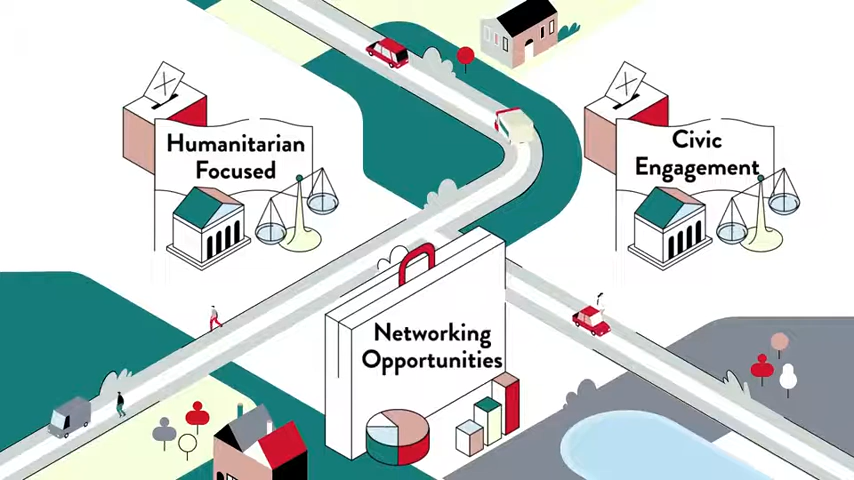 Humanitarian
Focused
Civic
Engagement
Networking
Opportunities